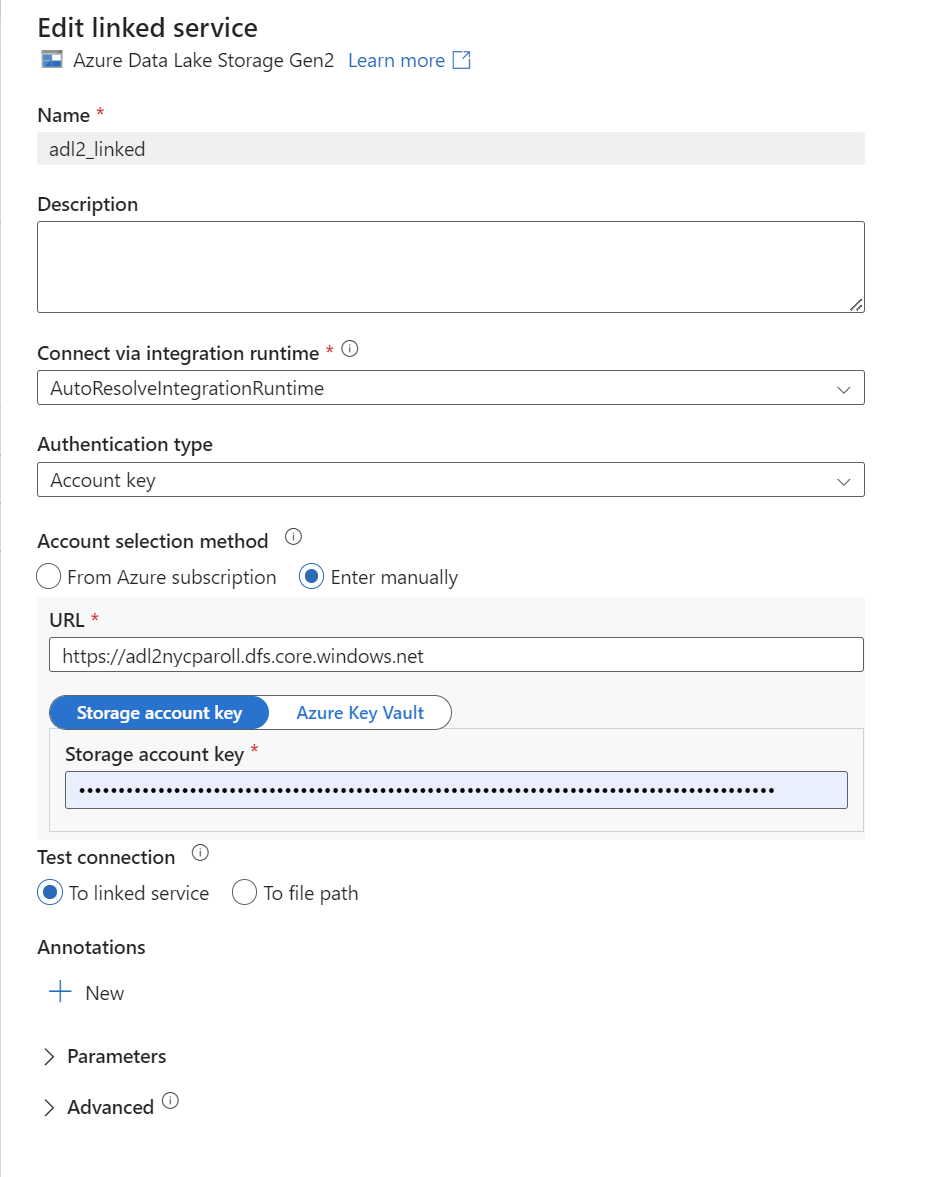 Edit linked service
Azure Data Lake Storage Gen2 Learn more
Name *
adl2_linked
Description
Connect via integration runtime *
AutoResolveIntegrationRuntime
Authentication type
Account key
Account selection method
From Azure subscription Enter manually
URL *
https://adl2nycparoll.dfs.core.windows.net
Storage account key Azure Key Vault
Storage account key *
Test connection
To linked service To file path
Annotations
New
Parameters
Advanced